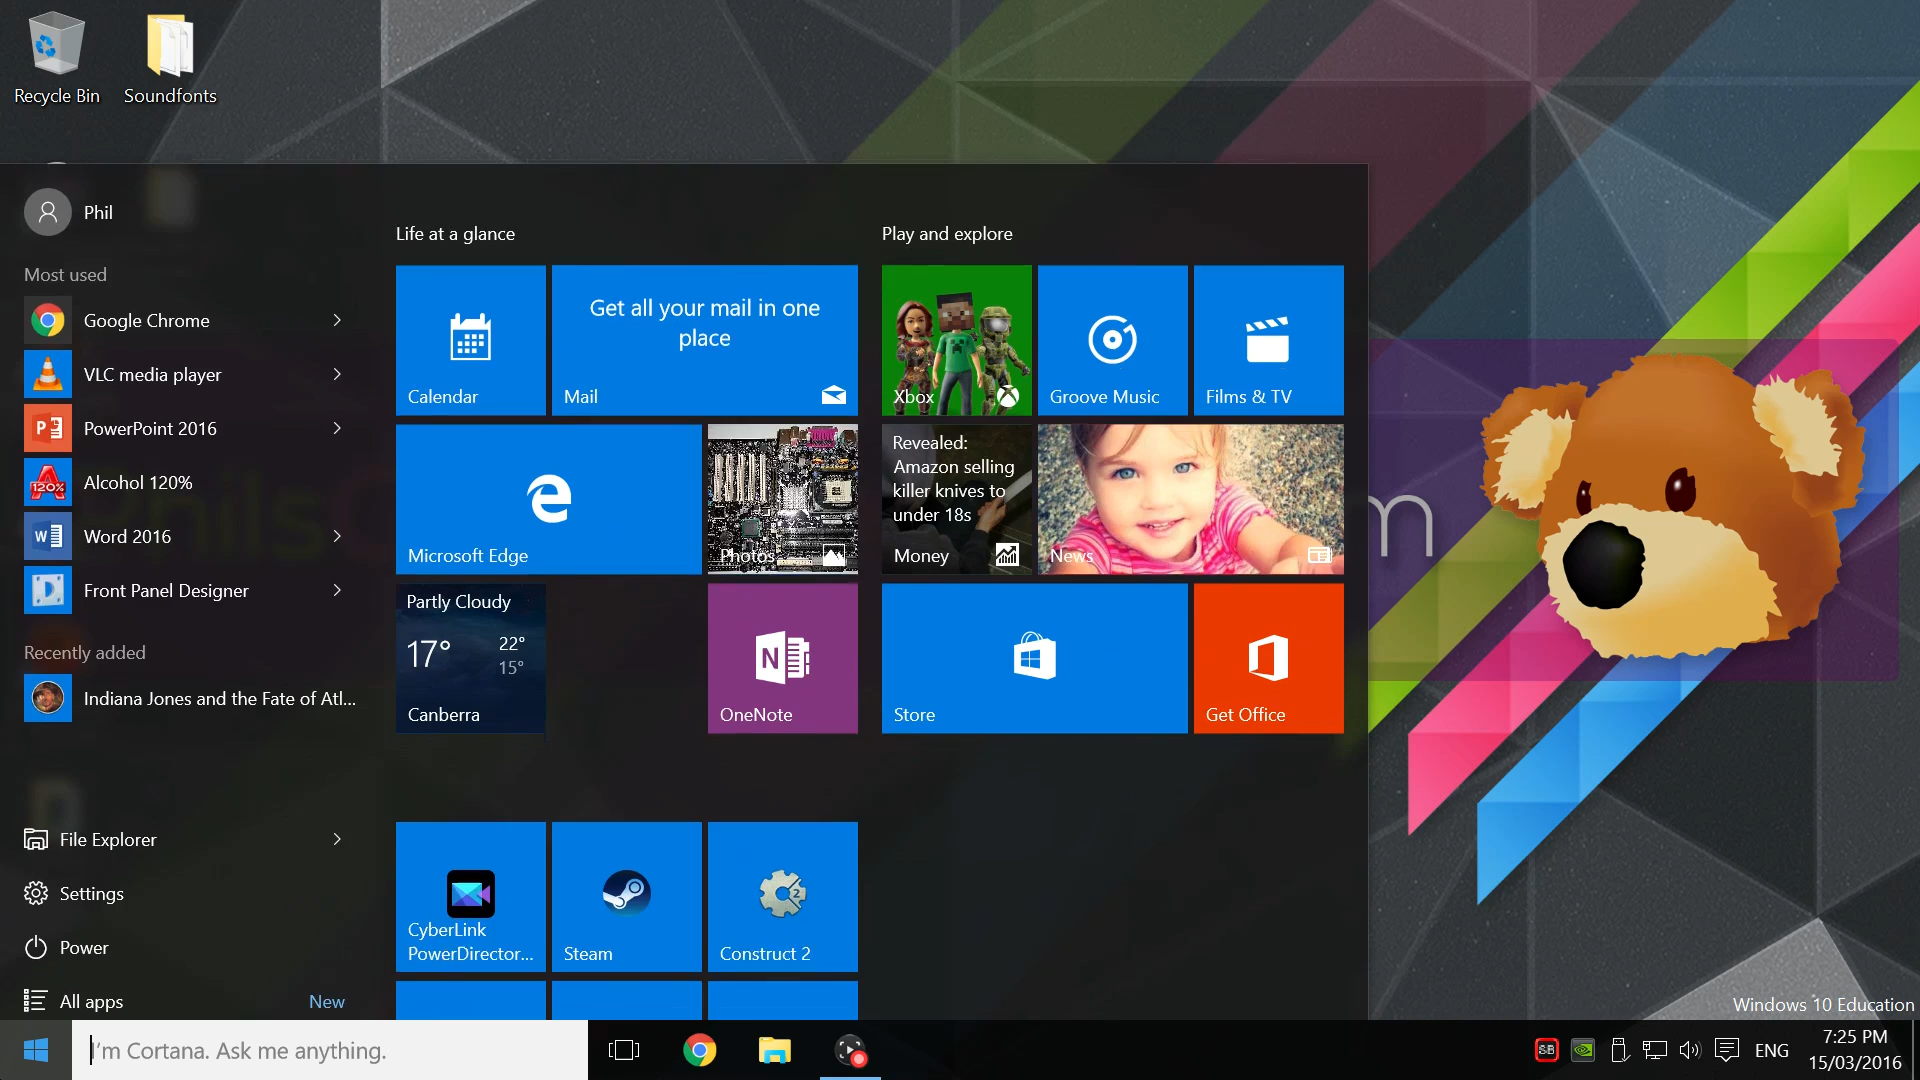 Recycle Bin
Soundfonts
Phil
Most used
Google Chrome
VLC media player
PowerPoint 2016
Alcohol 120%
Word 2016
Front Panel Designer
Recently added
Indiana Jones and the Fate of Atl...
File Explorer
Settings
Power
All apps
New
Life at a glance
Calendar
Get all your mail in one
place
Mail
Microsoft Edge
Photos
Partly Cloudy
17°
22°
15°
Canberra
OneNote
CyberLink
PowerDirector...
Steam
Construct 2
Play and explore
Xbox
Groove Music
Films & TV
Revealed:
Amazon selling
killer knives to
under 18s
Money
News
Store
Get Office
m
Windows 10 Education
I'm Cortana. Ask me anything.
ENG
7:25 PM
15/03/2016